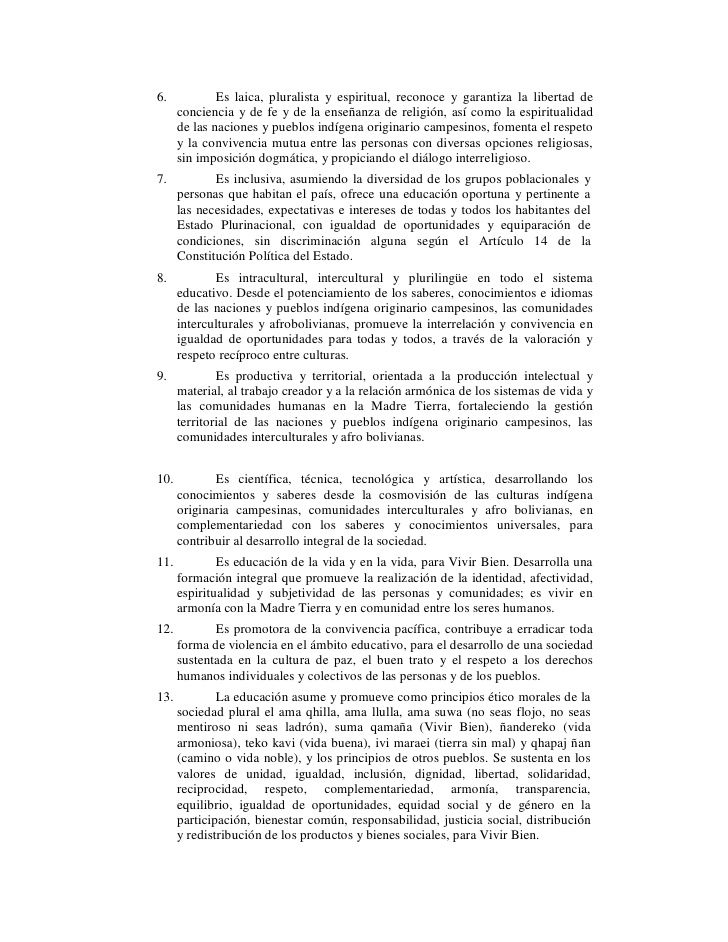 6. Es laica, pluralista y espiritual, reconoce y garantiza la libertad de
conciencia y de fe y de la enseñanza de religión, así como la espiritualidad
de las naciones y pueblos indígena originario campesinos, fomenta el respeto
y la convivencia mutua entre las personas con diversas opciones religiosas,
sin imposición dogmática, y propiciando el diálogo interreligioso.
7. Es inclusiva, asumiendo la diversidad de los grupos poblacionales y
personas que habitan el país, ofrece una educación oportuna y pertinente a
las necesidades, expectativas e intereses de todas y todos los habitantes del
Estado Plurinacional, con igualdad de oportunidades y equiparación de
condiciones, sin discriminación alguna según el Artículo 14 de la
Constitución Política del Estado.
8. Es intracultural, intercultural y plurilingüe en todo el sistema
educativo. Desde el potenciamiento de los saberes, conocimientos e idiomas
de las naciones y pueblos indígena originario campesinos, las comunidades
interculturales y afrobolivianas, promueve la interrelación y convivencia en
igualdad de oportunidades para todas y todos, a través de la valoración y
respeto recíproco entre culturas.
9. Es productiva y territorial, orientada a la producción intelectual y
material, al trabajo creador y a la relación armónica de los sistemas de vida y
las comunidades humanas en la Madre Tierra, fortaleciendo la gestión
territorial de las naciones y pueblos indígena originario campesinos, las
comunidades interculturales y afro bolivianas.
10. Es científica, técnica, tecnológica y artística, desarrollando los
conocimientos y saberes desde la cosmovisión de las culturas indígena
originaria campesinas, comunidades interculturales y afro bolivianas, en
complementariedad con los saberes y conocimientos universales, para
contribuir al desarrollo integral de la sociedad.
11. Es educación de la vida y en la vida, para Vivir Bien. Desarrolla una
formación integral que promueve la realización de la identidad, afectividad,
espiritualidad y subjetividad de las personas y comunidades; es vivir en
armonía con la Madre Tierra y en comunidad entre los seres humanos.
12. Es promotora de la convivencia pacífica, contribuye a erradicar toda
forma de violencia en el ámbito educativo, para el desarrollo de una sociedad
sustentada en la cultura de paz, el buen trato y el respeto a los derechos
humanos individuales y colectivos de las personas y de los pueblos.
13. La educación asume y promueve como principios ético morales de la
sociedad plural el ama qhilla, ama llulla, ama suwa (no seas flojo, no seas
mentiroso ni seas ladrón), suma qamaña (Vivir Bien), ñandereko (vida
armoniosa), teko kavi (vida buena), ivi maraei (tierra sin mal) y qhapaj ñan
(camino o vida noble), y los principios de otros pueblos. Se sustenta en los
valores de unidad, igualdad, inclusión, dignidad, libertad, solidaridad,
reciprocidad, respeto, complementariedad, armonía, transparencia,
equilibrio, igualdad de oportunidades, equidad social y de género en la
participación, bienestar común, responsabilidad, justicia social, distribución
y redistribución de los productos y bienes sociales, para Vivir Bien.